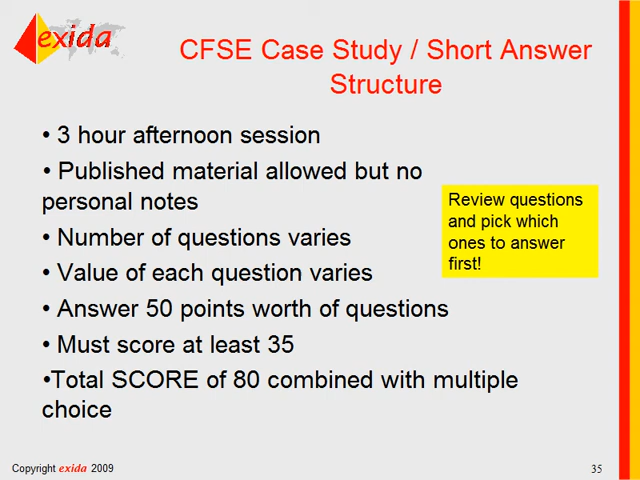 exida
CFSE Case Study / Short Answer
Structure
• 3 hour afternoon session
• Published material allowed but no
personal notes
• Number of questions varies
• Value of each question varies
• Answer 50 points worth of questions
• Must score at least 35
•Total SCORE of 80 combined with multiple
choice
Review questions
and pick which
ones to answer
first!
Copyright exida 2009
35